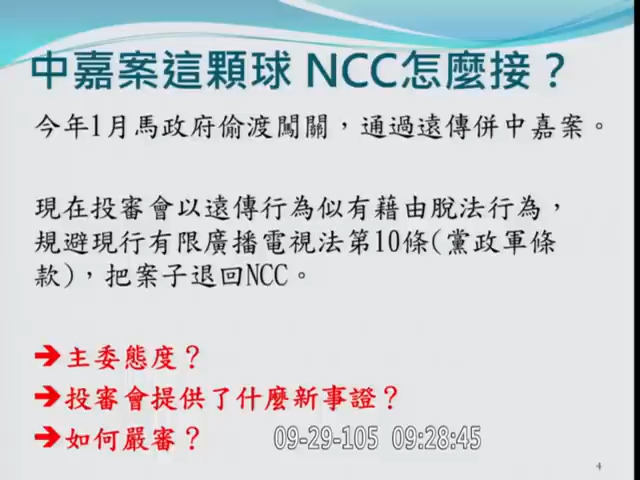 中嘉案這顆球 NCC怎麼接？
今年1月馬政府偷渡闖關，通過遠傳併中嘉案。
現在投審會以遠傳行為似有藉由脫法行為，
規避現行有限廣播電視法第10條(黨政軍條
款)，把案子退回NCC。
➔主委態度？
➔投審會提供了什麼新事證？
➔如何嚴審？
09-29-105 09:28:45
4